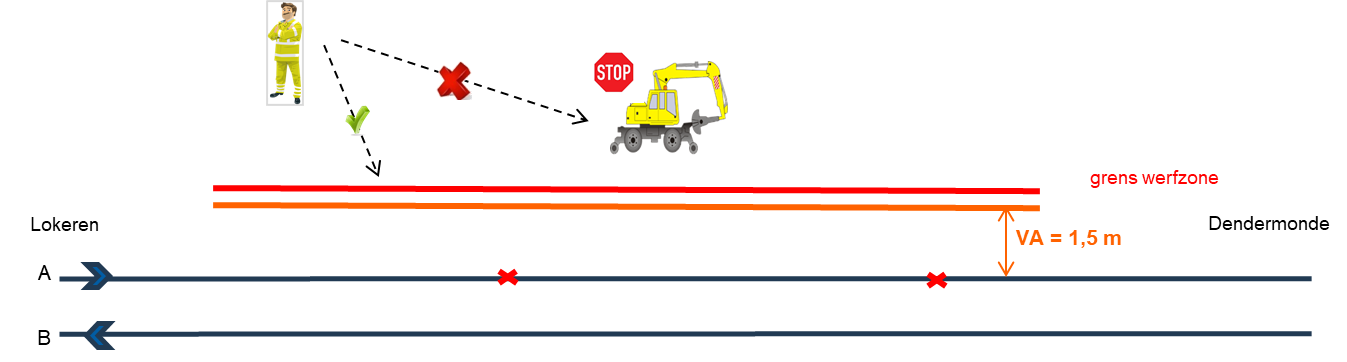 STOP
grens werfzone
Lokeren
Dendermonde
VA = 1,5 m
A
B